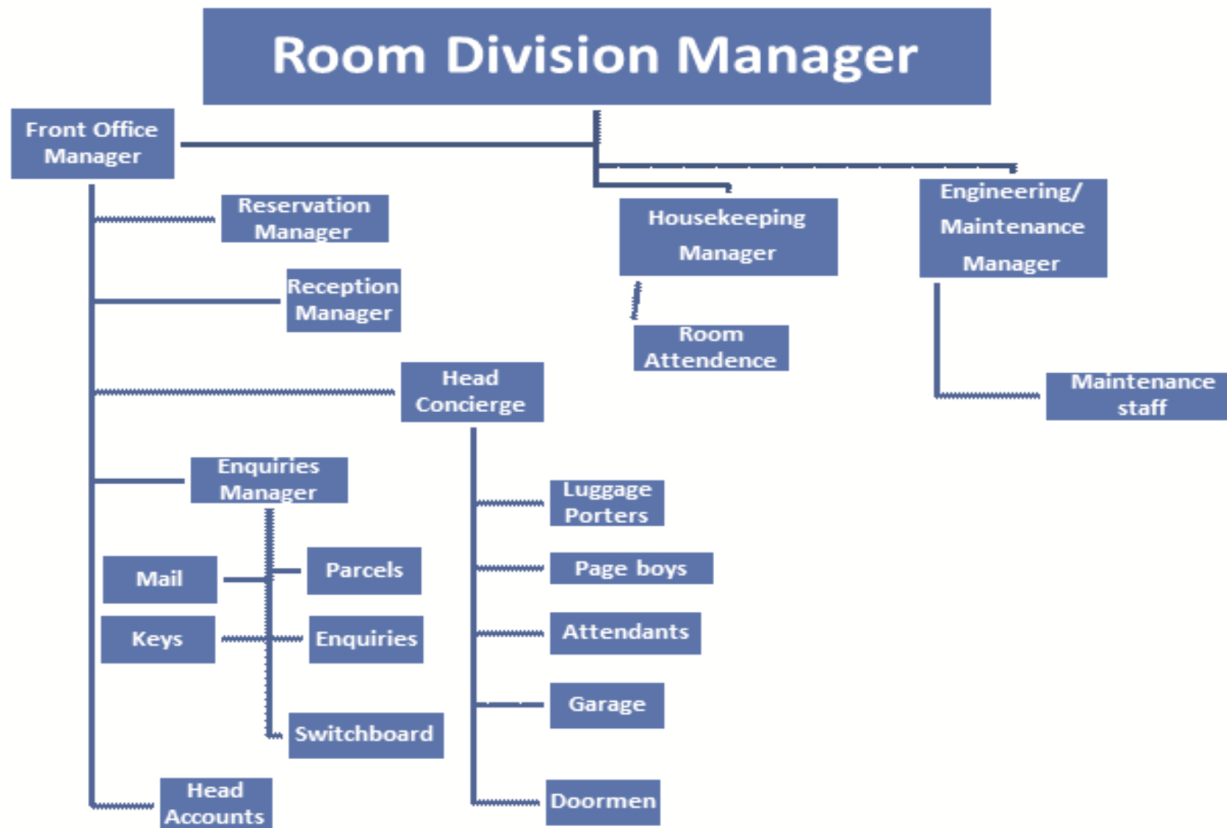 Room Division Manager
Front Office
Manager
Reservation
Manager
Reception
Manager
Head
Concierge
Enquiries
Manager
Mail
Parcels
Keys
Enquiries
Switchboard
Head
Accounts
Luggage
Porters
Page boys
Attendants
Garage
Doormen
Housekeeping
Manager
Room
Attendence
Engineering/
Maintenance
Manager
Maintenance
staff